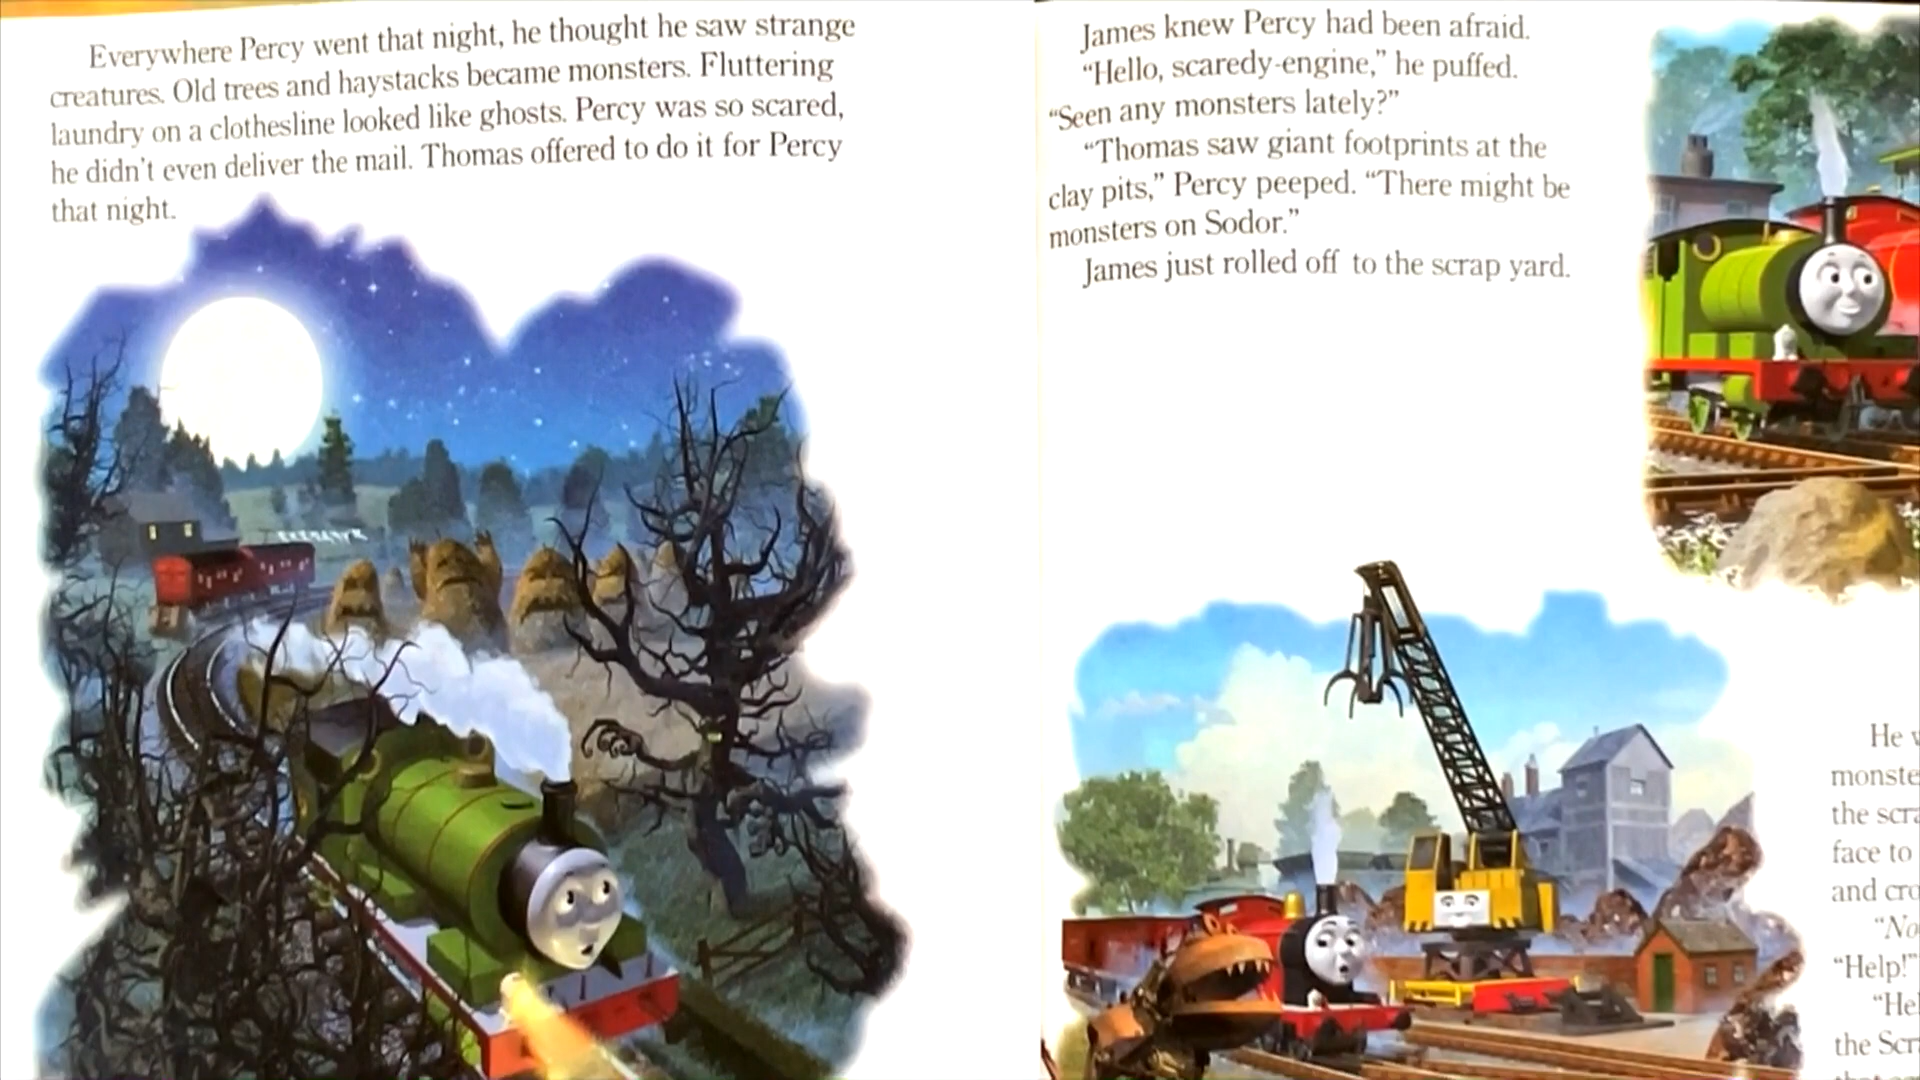 Everywhere Percy went that night, he thought he saw strange
creatures. Old trees and haystacks became monsters. Fluttering
laundry on a clothesline looked like ghosts. Percy was so scared,
he didn't even deliver the mail. Thomas offered to do it for Percy
that night.
James knew Percy had been afraid.
“Hello, scaredy-engine,” he puffed.
“Seen any monsters lately?”
“Thomas saw giant footprints at the
clay pits,” Percy peeped. “There might be
monsters on Sodor.”
James just rolled off to the scrap yard.
He
the
face to
and
“Help!”
the